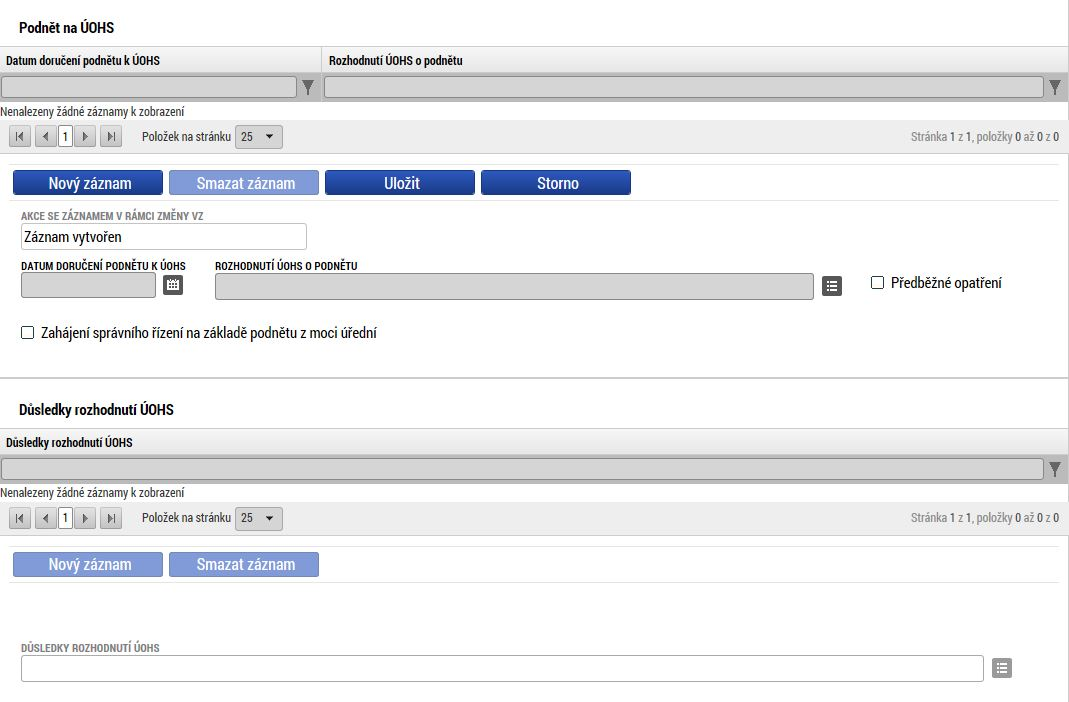 Podnět na ÚOHS
Datum doručení podnětu k ÚOHS Rozhodnutí ÚOHS o podnětu
Nenalezeny žádné záznamy k zobrazení
1 Položek na stránku 25 Stránka 1 z 1, položky 0 až 0 z 0
Nový záznam Smazat záznam Uložit Storno
AKCE SE ZÁZNAMEM V RÁMCI ZMĚNY VZ
Záznam vytvořen
DATUM DORUČENÍ PODNĚTU K ÚOHS ROZHODNUTÍ ÚOHS O PODNĚTU
Předběžné opatření
Zahájení správního řízení na základě podnětu z moci úřední
Důsledky rozhodnutí ÚOHS
Důsledky rozhodnutí ÚOHS
Nenalezeny žádné záznamy k zobrazení
1 Položek na stránku 25 Stránka 1 z 1, položky 0 až 0 z 0
Nový záznam Smazat záznam
DŮSLEDKY ROZHODNUTÍ ÚOHS